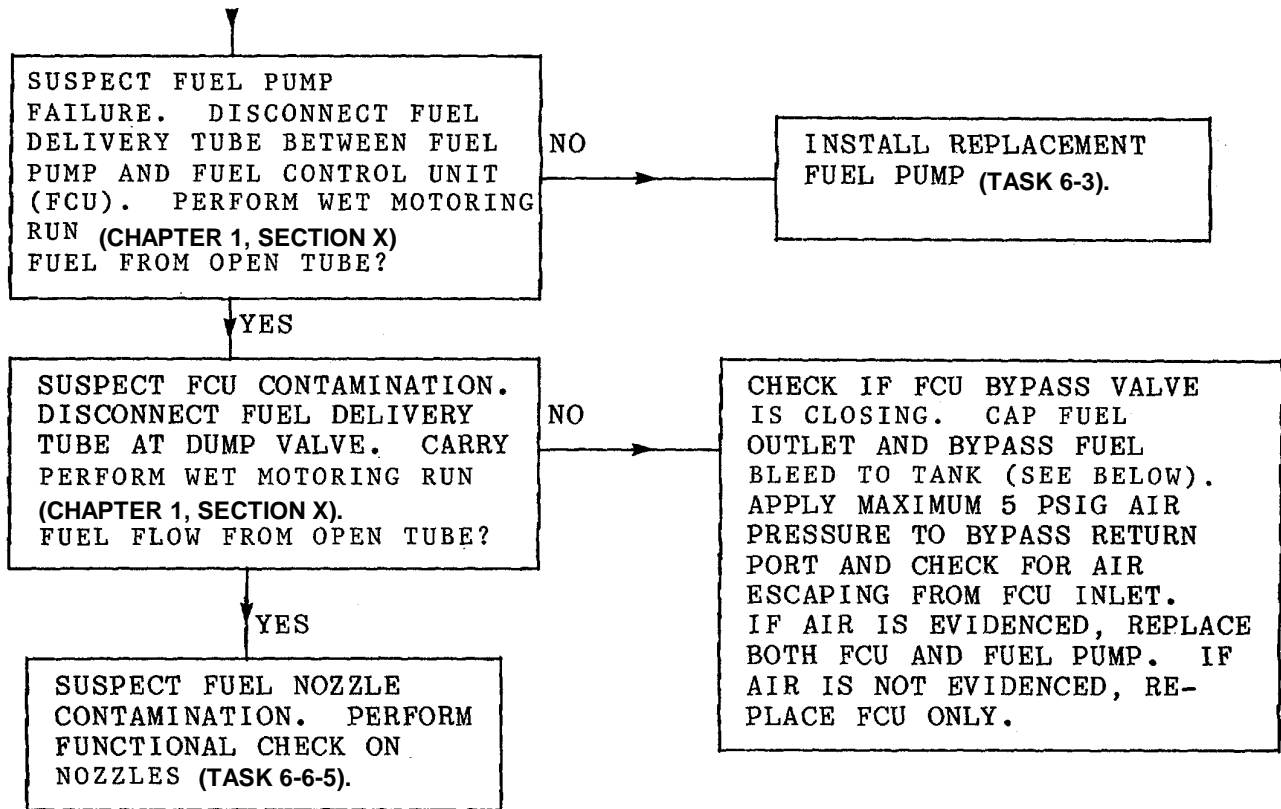 SUSPECT FUEL PUMP
FAILURE. DISCONNECT FUEL
DELIVERY TUBE BETWEEN FUEL
PUMP AND FUEL CONTROL UNIT
(FCU). PERFORM WET MOTORING
RUN (CHAPTER 1, SECTION X)
FUEL FROM OPEN TUBE?
NO
INSTALL REPLACEMENT
FUEL PUMP (TASK 6-3).
YES
SUSPECT FCU CONTAMINATION.
DISCONNECT FUEL DELIVERY
TUBE AT DUMP VALVE. CARRY
PERFORM WET MOTORING RUN
(CHAPTER 1, SECTION X).
FUEL FLOW FROM OPEN TUBE?
NO
CHECK IF FCU BYPASS VALVE
IS CLOSING. CAP FUEL
OUTLET AND BYPASS FUEL
BLEED TO TANK (SEE BELOW).
APPLY MAXIMUM 5 PSIG AIR
PRESSURE TO BYPASS RETURN
PORT AND CHECK FOR AIR
ESCAPING FROM FCU INLET.
IF AIR IS EVIDENCED, REPLACE
BOTH FCU AND FUEL PUMP. IF
AIR IS NOT EVIDENCED, RE-
PLACE FCU ONLY.
YES
SUSPECT FUEL NOZZLE
CONTAMINATION. PERFORM
FUNCTIONAL CHECK ON
NOZZLES (TASK 6-6-5).